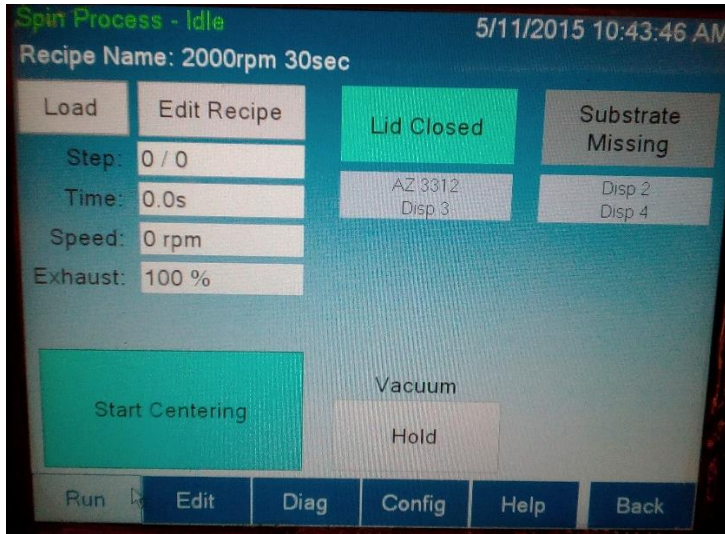 Spin Process - Idle
5/11/2015 10:43:46 AM
Recipe Name: 2000rpm 30sec
Load
Edit Recipe
Lid Closed
Substrate
Missing
Step: 0 / 0
Time: 0.0s
Speed: 0 rpm
Exhaust: 100 %
AZ 3312
Disp 3
Disp 2
Disp 4
Start Centering
Vacuum
Hold
Run
Edit
Diag
Config
Help
Back